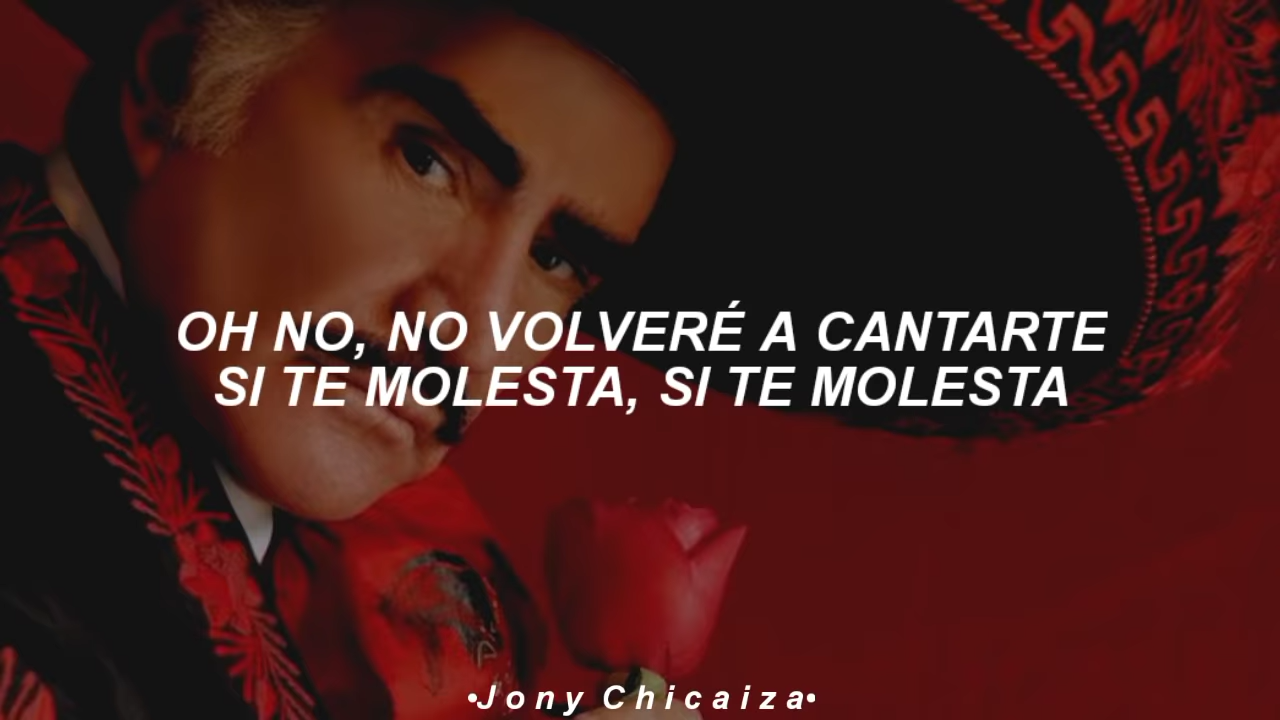 OH NO, NO VOLVERÉ A CANTARTE
SI TE MOLESTA, SI TE MOLESTA
•Jony Chicaiza•